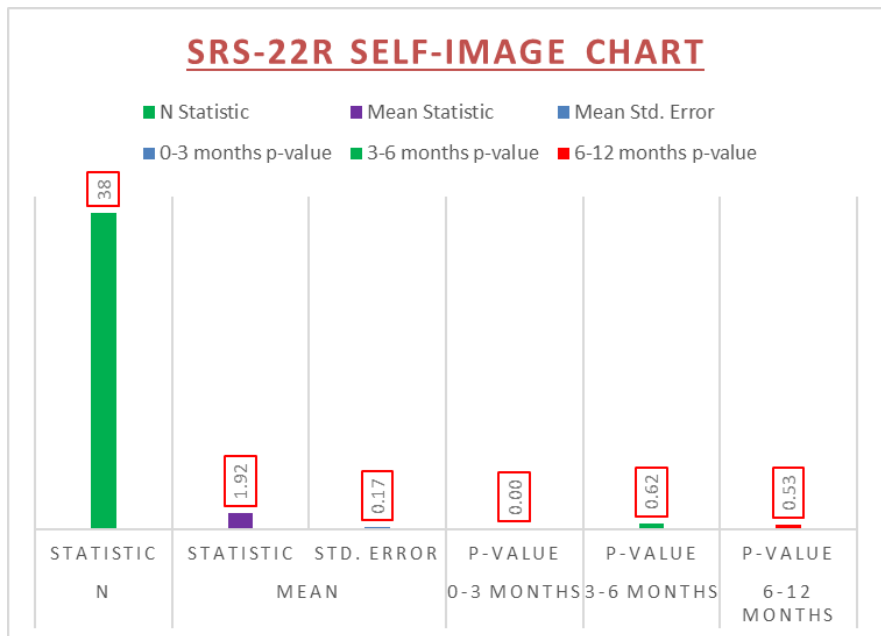 SRS-22R SELF-IMAGE CHART
N Statistic Mean Statistic Mean Std. Error
0-3 months p-value 3-6 months p-value 6-12 months p-value
38
1.92
0.17
0.00
0.62
0.53
STATISTIC STATISTIC STD. ERROR P-VALUE P-VALUE P-VALUE
N MEAN 0-3 MONTHS 3-6 MONTHS 6-12
MONTHS